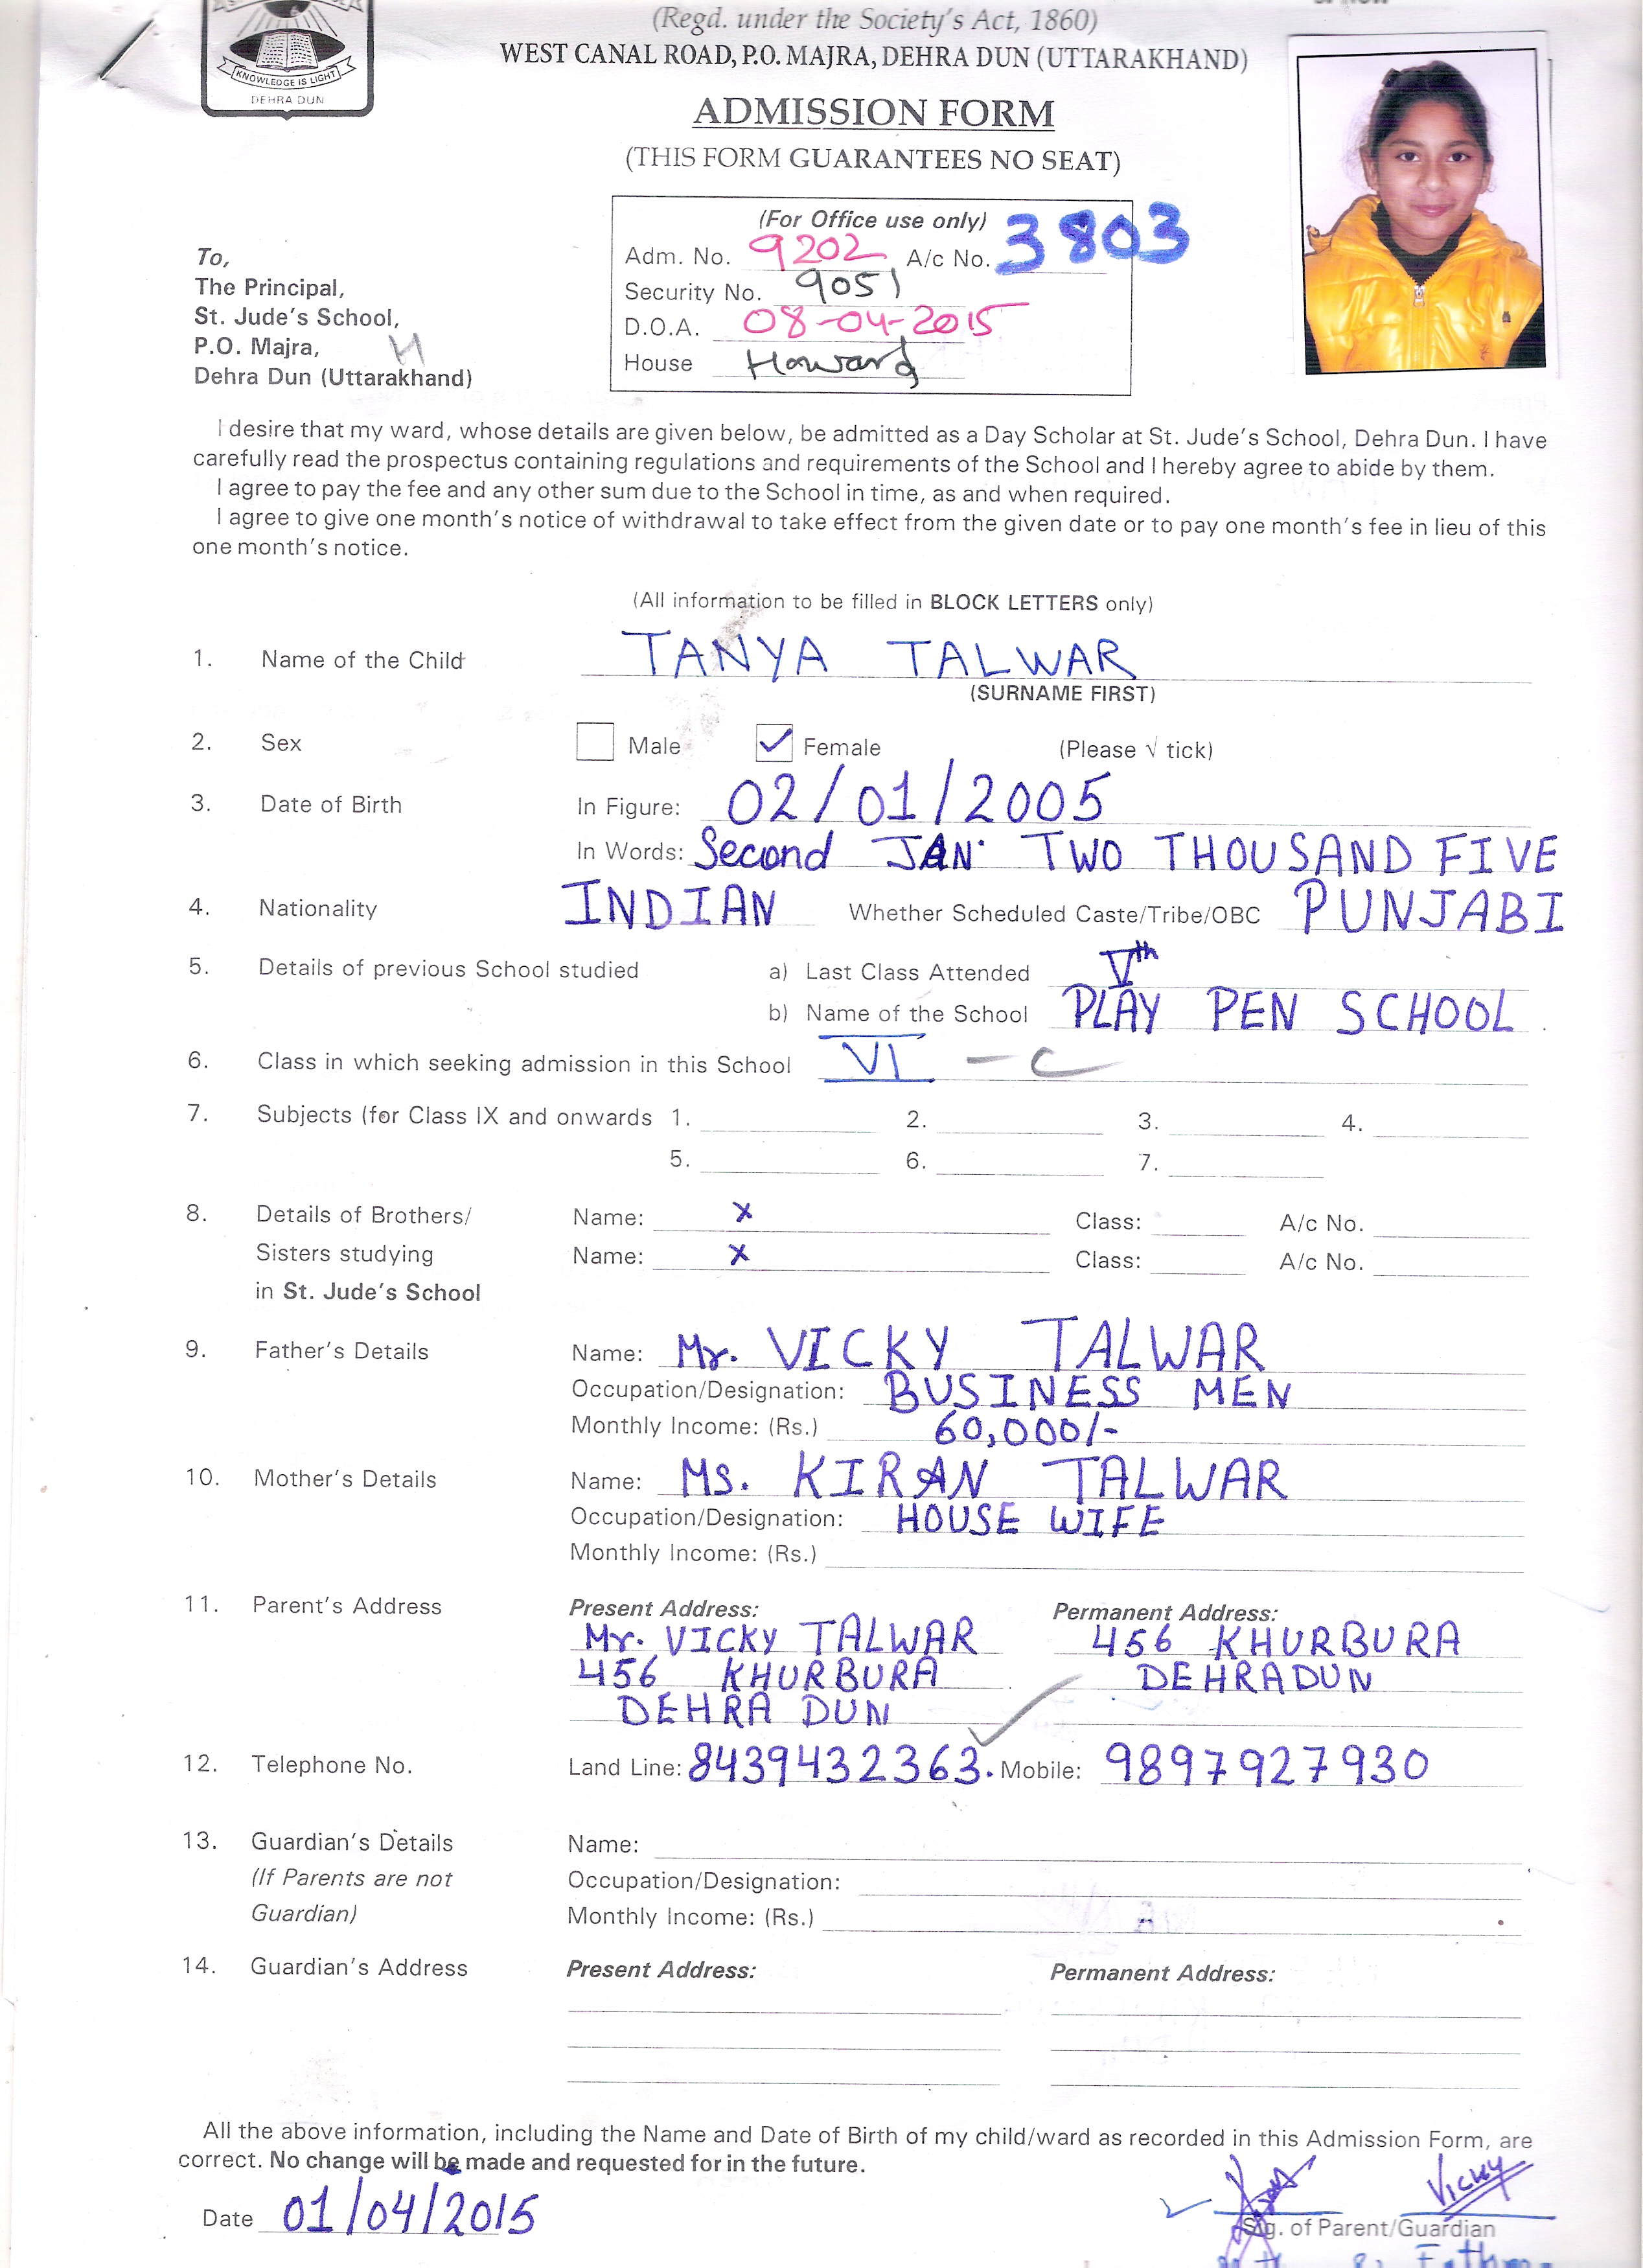 KNOWLEDGE IS LIGHT
DEHRA DUN
(Regd. under the Society's Act, 1860)
WEST CANAL ROAD, P.O. MAJRA, DEHRA DUN (UTTARAKHAND)
ADMISSION FORM
(THIS FORM GUARANTEES NO SEAT)
(For Office use only)
Adm. No. 9202 A/c No. 3803
Security No. 9051
D.O.A. 08-04-2015
House Howard
To,
The Principal,
St. Jude's School,
P.O. Majra, H
Dehra Dun (Uttarakhand)
I desire that my ward, whose details are given below, be admitted as a Day Scholar at St. Jude's School, Dehra Dun. I have
carefully read the prospectus containing regulations and requirements of the School and I hereby agree to abide by them.
I agree to pay the fee and any other sum due to the School in time, as and when required.
I agree to give one month's notice of withdrawal to take effect from the given date or to pay one month's fee in lieu of this
one month's notice.
(All information to be filled in BLOCK LETTERS only)
1. Name of the Child TANYA TALWAR
(SURNAME FIRST)
2. Sex Male ✓ Female (Please √ tick)
3. Date of Birth In Figure: 02/01/2005
In Words: Second JAN. TWO THOUSAND FIVE
4. Nationality INDIAN Whether Scheduled Caste/Tribe/OBC PUNJABI
5. Details of previous School studied a) Last Class Attended Vth
b) Name of the School PLAY PEN SCHOOL
6. Class in which seeking admission in this School VI - C
7. Subjects (for Class IX and onwards 1. 2. 3. 4.
5. 6. 7.
8. Details of Brothers/ Name: x Class: A/c No.
Sisters studying Name: x Class: A/c No.
in St. Jude's School
9. Father's Details Name: Mr. VICKY TALWAR
Occupation/Designation: BUSINESS MEN
Monthly Income: (Rs.) 60,000/-
10. Mother's Details Name: MS. KIRAN TALWAR
Occupation/Designation: HOUSE WIFE
Monthly Income: (Rs.)
11. Parent's Address Present Address: Permanent Address:
Mr. VICKY TALWAR 456 KHURBURA
456 KHURBURA DEHRADUN
DEHRA DUN
12. Telephone No. Land Line: 8439432363. Mobile: 9897927930
13. Guardian's Details Name:
(If Parents are not Occupation/Designation:
Guardian) Monthly Income: (Rs.)
14. Guardian's Address Present Address: Permanent Address:
All the above information, including the Name and Date of Birth of my child/ward as recorded in this Admission Form, are
correct. No change will be made and requested for in the future.
Date 01/04/2015 Vicky
Sig. of Parent/Guardian